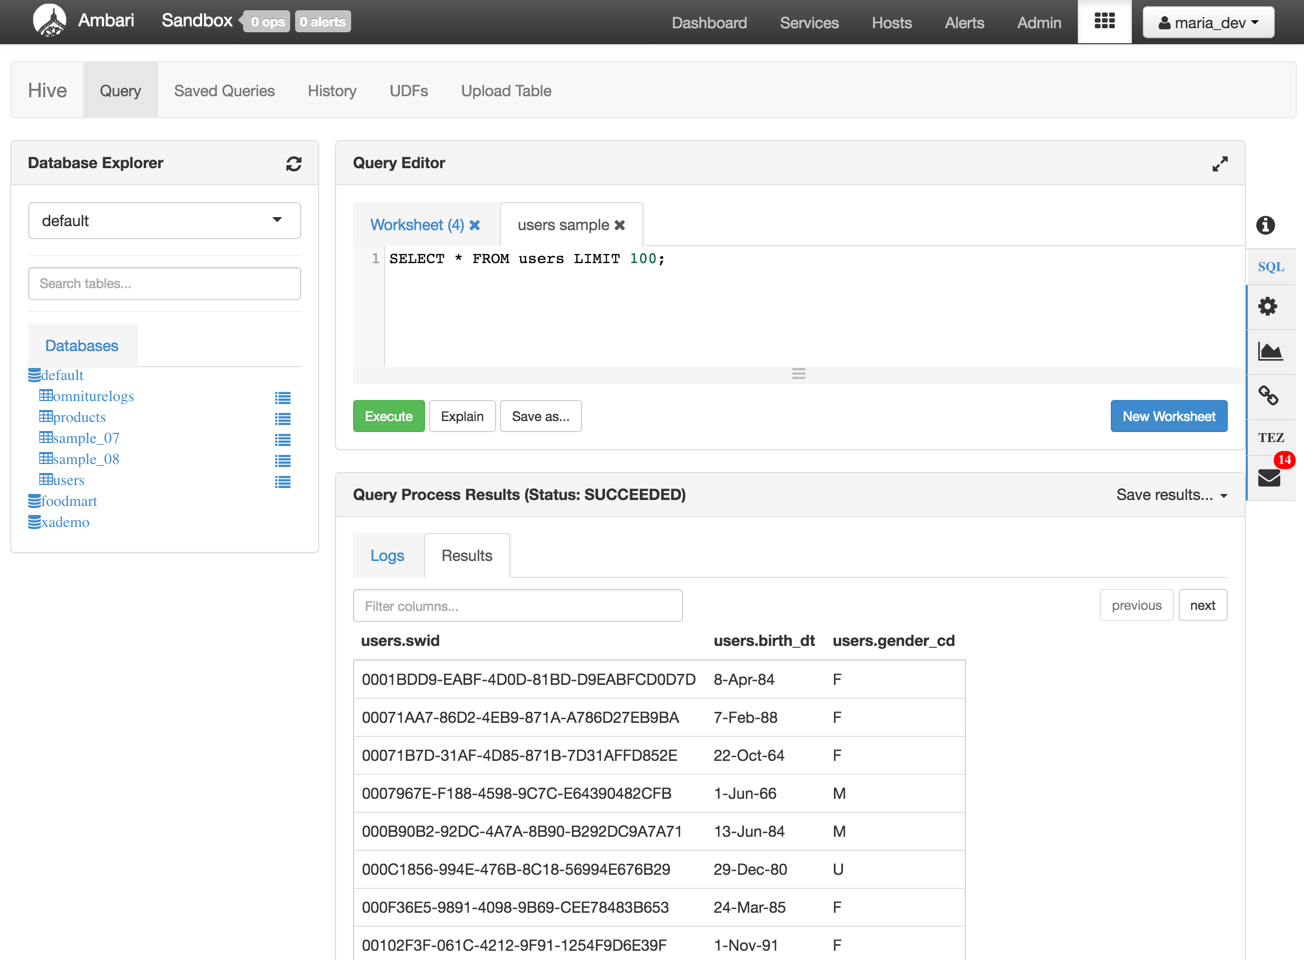 Ambari Sandbox 0 ops 0 alerts Dashboard Services Hosts Alerts Admin maria_dev
Hive Query Saved Queries History UDFs Upload Table
Database Explorer
default
Search tables...
Databases
default
omniturelogs
products
sample_07
sample_08
users
foodmart
xademo
Query Editor
Worksheet (4) users sample
1 SELECT * FROM users LIMIT 100;
Execute Explain Save as... New Worksheet
SQL
TEZ
14
Query Process Results (Status: SUCCEEDED) Save results...
Logs Results
Filter columns... previous next
users.swid users.birth_dt users.gender_cd
0001BDD9-EABF-4D0D-81BD-D9EABFCD0D7D 8-Apr-84 F
00071AA7-86D2-4EB9-871A-A786D27EB9BA 7-Feb-88 F
00071B7D-31AF-4D85-871B-7D31AFFD852E 22-Oct-64 F
0007967E-F188-4598-9C7C-E64390482CFB 1-Jun-66 M
000B90B2-92DC-4A7A-8B90-B292DC9A7A71 13-Jun-84 M
000C1856-994E-476B-8C18-56994E676B29 29-Dec-80 U
000F36E5-9891-4098-9B69-CEE78483B653 24-Mar-85 F
00102F3F-061C-4212-9F91-1254F9D6E39F 1-Nov-91 F